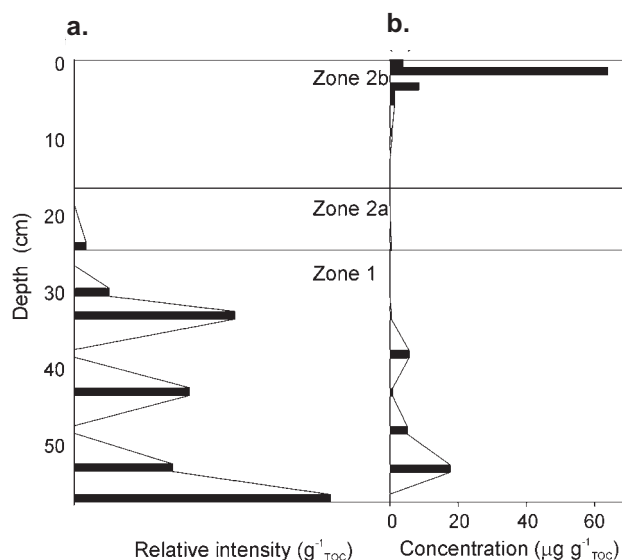 a.
b.
0
Zone 2b
10
20
Zone 2a
30
Zone 1
40
50
Depth (cm)
0
20
40
60
Relative intensity (g⁻¹TOC)
Concentration (µg g⁻¹TOC)